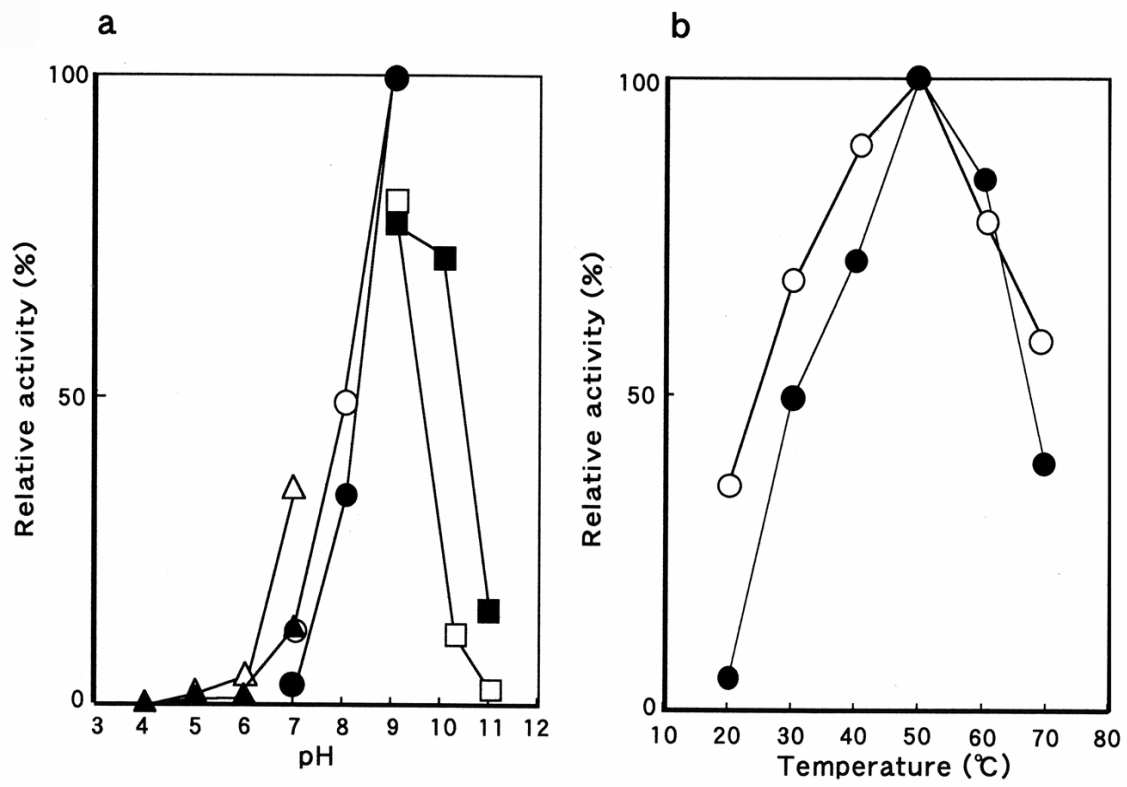 a
100
50
0
Relative activity (%)
3 4 5 6 7 8 9 10 11 12
pH
b
100
50
0
Relative activity (%)
10 20 30 40 50 60 70 80
Temperature (℃)